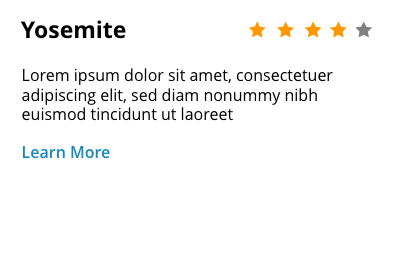 Yosemite
Lorem ipsum dolor sit amet, consectetuer
adipiscing elit, sed diam nonummy nibh
euismod tincidunt ut laoreet
Learn More